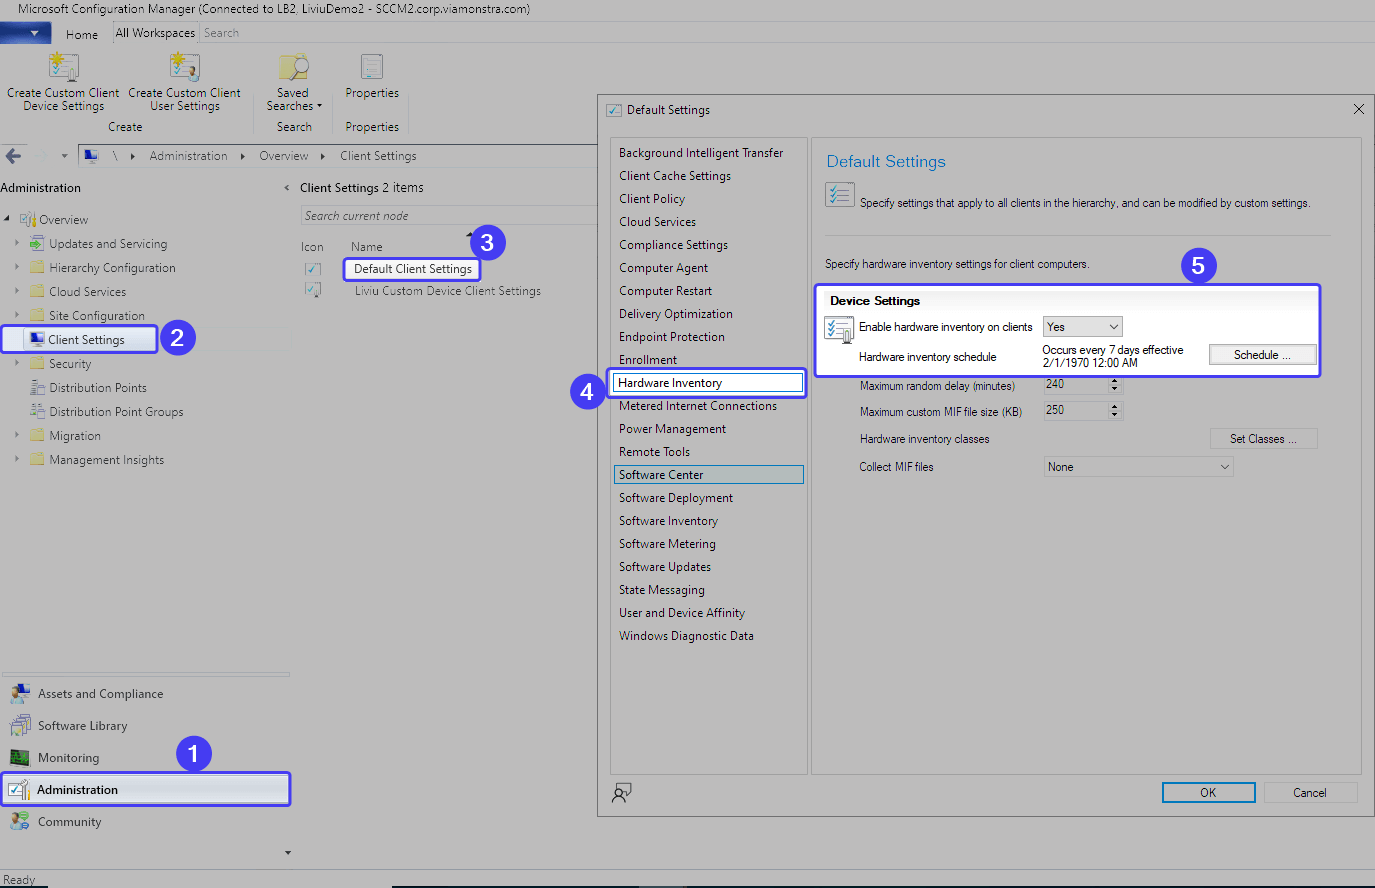 Microsoft Configuration Manager (Connected to LB2, LiviuDemo2 - SCCM2.corp.viamonstra.com)
Home All Workspaces Search
Create Custom Client
Device Settings
Create Custom Client
User Settings
Saved
Searches
Properties
Create Search Properties
\ Administration Overview Client Settings
Administration
Overview
Updates and Servicing
Hierarchy Configuration
Cloud Services
Site Configuration
Client Settings
2
Security
Distribution Points
Distribution Point Groups
Migration
Management Insights
Assets and Compliance
Software Library
Monitoring
1
Administration
Community
Ready
Client Settings 2 items
Search current node
Icon Name
3
Default Client Settings
Liviu Custom Device Client Settings
Default Settings
Background Intelligent Transfer
Client Cache Settings
Client Policy
Cloud Services
Compliance Settings
Computer Agent
Computer Restart
Delivery Optimization
Endpoint Protection
Enrollment
4
Hardware Inventory
Metered Internet Connections
Power Management
Remote Tools
Software Center
Software Deployment
Software Inventory
Software Metering
Software Updates
State Messaging
User and Device Affinity
Windows Diagnostic Data
Default Settings
Specify settings that apply to all clients in the hierarchy, and can be modified by custom settings.
Specify hardware inventory settings for client computers.
5
Device Settings
Enable hardware inventory on clients Yes
Hardware inventory schedule
Occurs every 7 days effective
2/1/1970 12:00 AM
Schedule ...
Maximum random delay (minutes) 240
Maximum custom MIF file size (KB) 250
Hardware inventory classes Set Classes ...
Collect MIF files None
OK Cancel